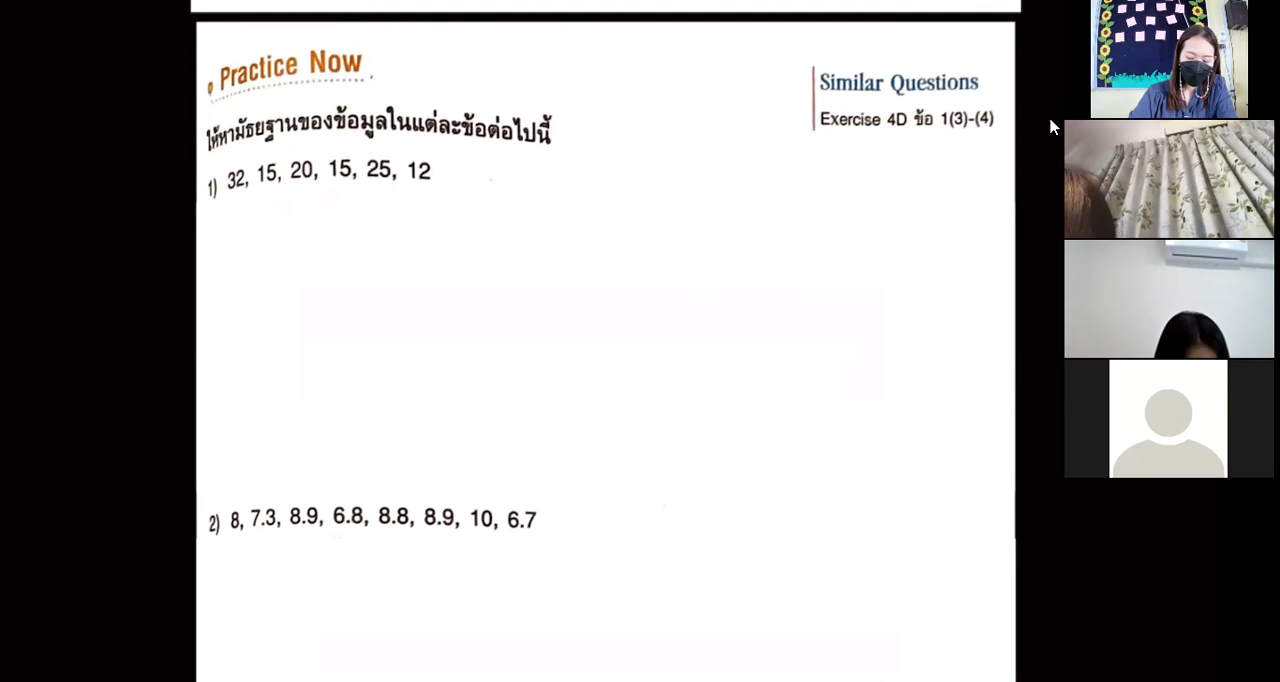 Practice Now
Similar Questions
Exercise 4D ข้อ 1(3)-(4)
ให้หามัธยฐานของข้อมูลในแต่ละข้อต่อไปนี้
1) 32, 15, 20, 15, 25, 12
2) 8, 7.3, 8.9, 6.8, 8.8, 8.9, 10, 6.7